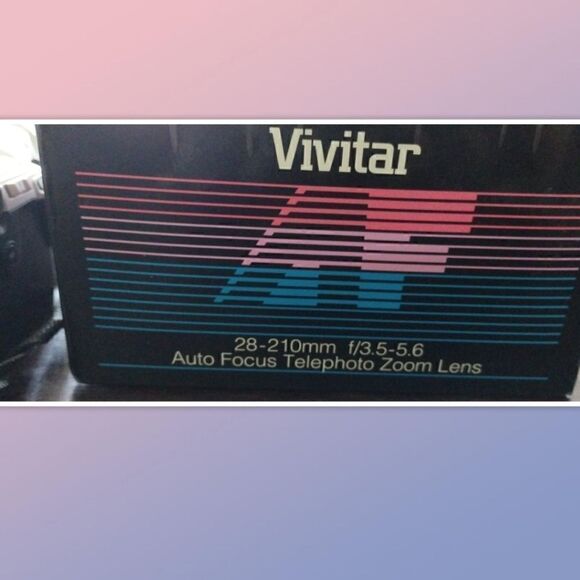 Vivitar
AF
28-210mm f/3.5-5.6
Auto Focus Telephoto Zoom Lens